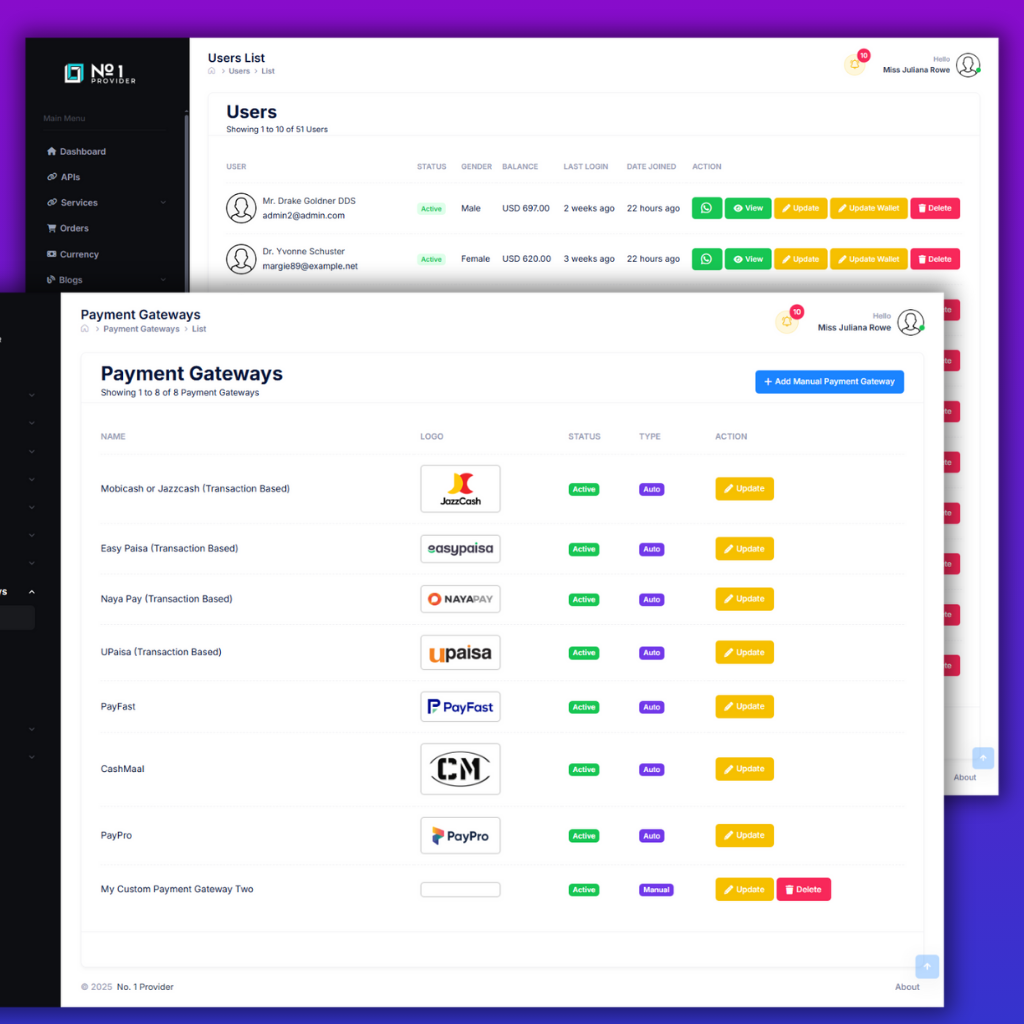 Nº 1
PROVIDER
Main Menu
Dashboard
APIs
Services
Orders
Currency
Blogs
Users List
Users > List
10
Hello
Miss Juliana Rowe
Users
Showing 1 to 10 of 51 Users
USER STATUS GENDER BALANCE LAST LOGIN DATE JOINED ACTION
Mr. Drake Goldner DDS
admin2@admin.com
Active Male USD 697.00 2 weeks ago 22 hours ago View Update Update Wallet Delete
Dr. Yvonne Schuster
margie89@example.net
Active Female USD 620.00 3 weeks ago 22 hours ago View Update Update Wallet Delete
About
Payment Gateways
Payment Gateways > List
10
Hello
Miss Juliana Rowe
Payment Gateways
Showing 1 to 8 of 8 Payment Gateways
+ Add Manual Payment Gateway
NAME LOGO STATUS TYPE ACTION
Mobicash or Jazzcash (Transaction Based) JazzCash Active Auto Update
Easy Paisa (Transaction Based) easypaisa Active Auto Update
Naya Pay (Transaction Based) NAYAPAY Active Auto Update
UPaisa (Transaction Based) upaisa Active Auto Update
PayFast PayFast Active Auto Update
CashMaal CM Active Auto Update
PayPro PayPro Active Auto Update
My Custom Payment Gateway Two Active Manual Update Delete
© 2025 No. 1 Provider
About